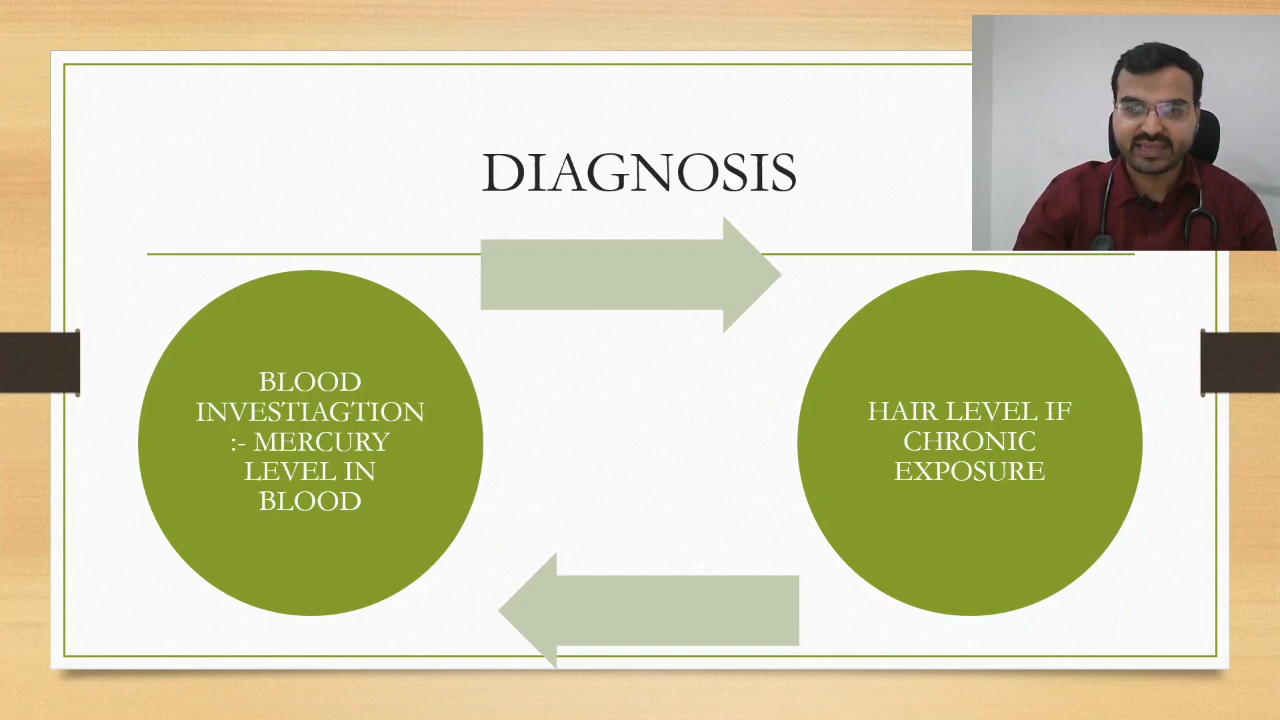 DIAGNOSIS
BLOOD
INVESTIAGTION
:- MERCURY
LEVEL IN
BLOOD
HAIR LEVEL IF
CHRONIC
EXPOSURE